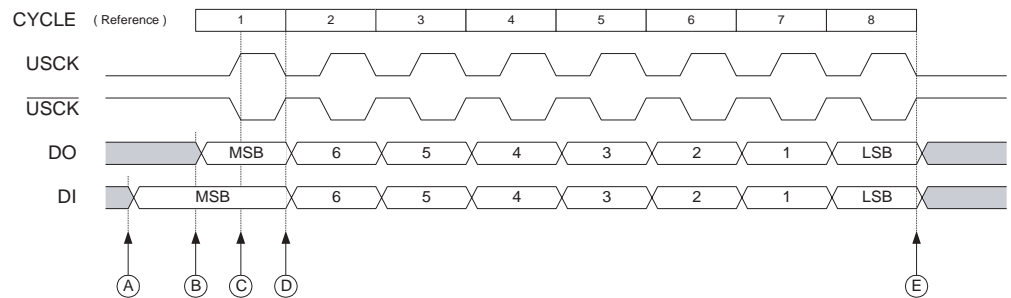 CYCLE ( Reference ) 1 2 3 4 5 6 7 8
USCK
USCK
DO MSB 6 5 4 3 2 1 LSB
DI MSB 6 5 4 3 2 1 LSB
A B C D E